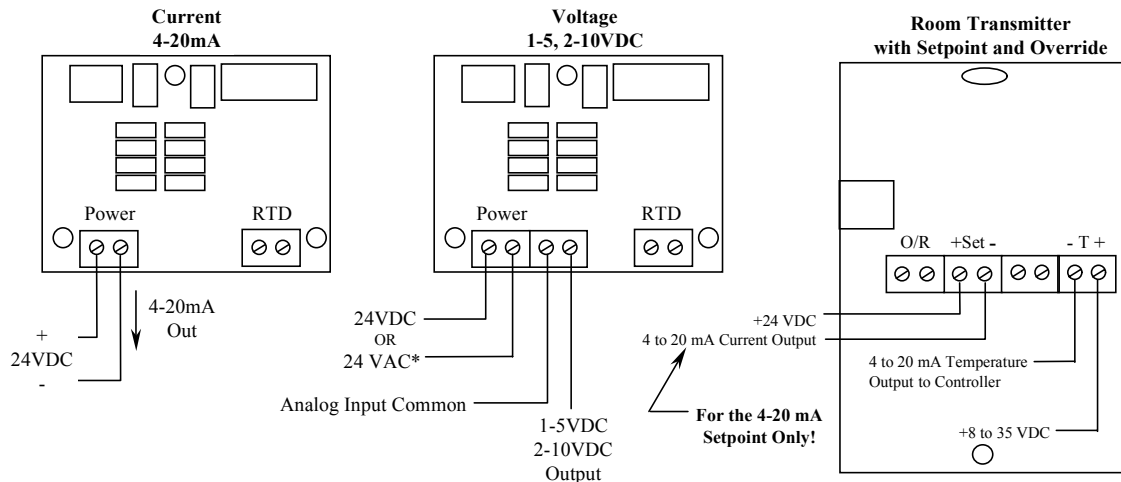 Current
4-20mA
Power
RTD
4-20mA
Out
+
24VDC
-
Voltage
1-5, 2-10VDC
Power
RTD
24VDC
OR
24 VAC*
Analog Input Common
1-5VDC
2-10VDC
Output
Room Transmitter
with Setpoint and Override
O/R
+Set -
- T +
+24 VDC
4 to 20 mA Current Output
For the 4-20 mA
Setpoint Only!
4 to 20 mA Temperature
Output to Controller
+8 to 35 VDC